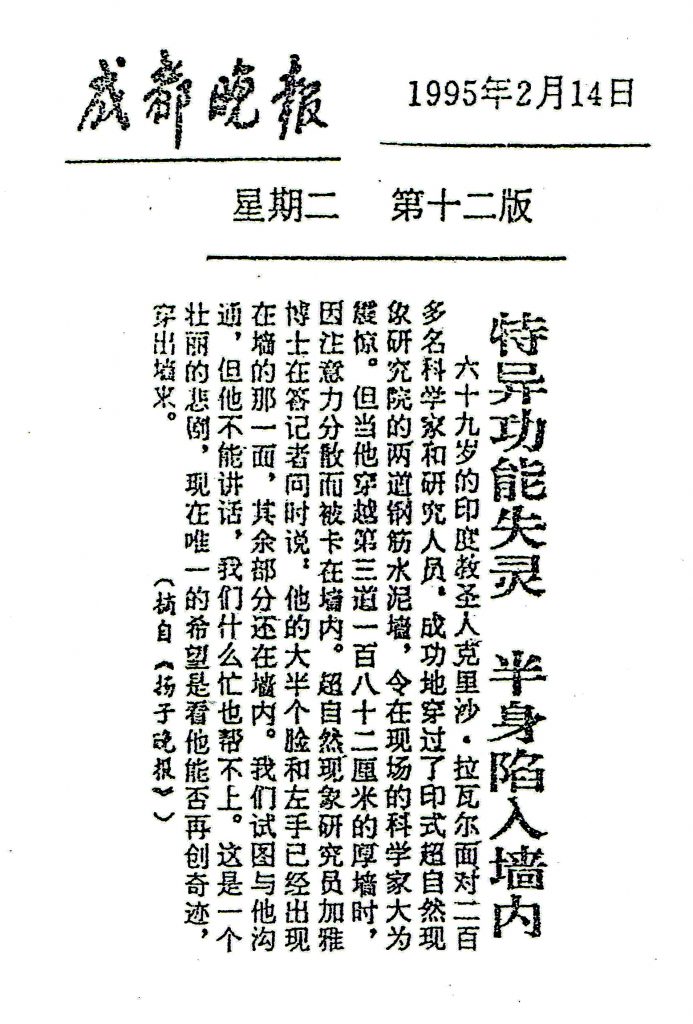 成都晚报
1995年2月14日
星期二 第十二版
特异功能失灵 半身陷入墙内
六十九岁的印度教圣人克里沙·拉瓦尔面对二百
多名科学家和研究人员，成功地穿过了印式超自然现
象研究院的两道钢筋水泥墙，令在现场的科学家大为
震惊。但当他穿越第三道一百八十二厘米的厚墙时，
因注意力分散而被卡在墙内。超自然现象研究员加雅
博士在答记者问时说：他的大半个脸和左手已经出现
在墙的那一面，其余部分还在墙内。我们试图与他沟
通，但他不能讲话，我们什么忙也帮不上。这是一个
壮丽的悲剧，现在唯一的希望是看他能否再创奇迹，
穿出墙来。 （摘自《扬子晚报》）